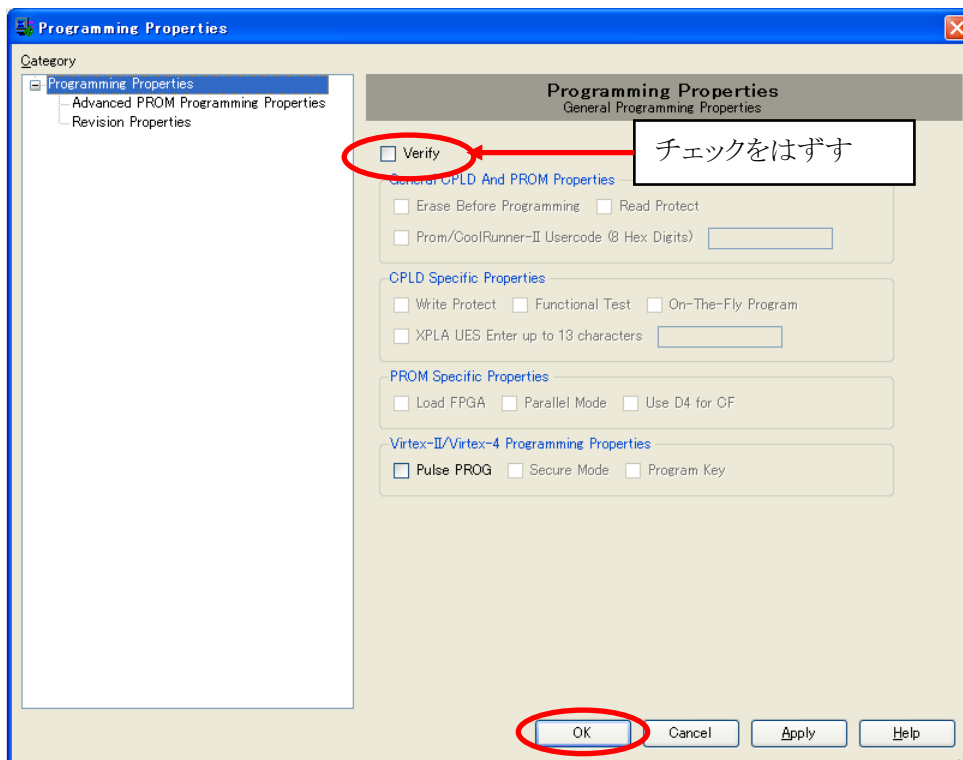 Programming Properties
Category
Programming Properties
Advanced PROM Programming Properties
Revision Properties
Programming Properties
General Programming Properties
Verify
チェックをはずす
General CPLD And PROM Properties
Erase Before Programming Read Protect
Prom/CoolRunner-II Usercode (8 Hex Digits)
CPLD Specific Properties
Write Protect Functional Test On-The-Fly Program
XPLA UES Enter up to 13 characters
PROM Specific Properties
Load FPGA Parallel Mode Use D4 for CF
Virtex-II/Virtex-4 Programming Properties
Pulse PROG Secure Mode Program Key
OK Cancel Apply Help